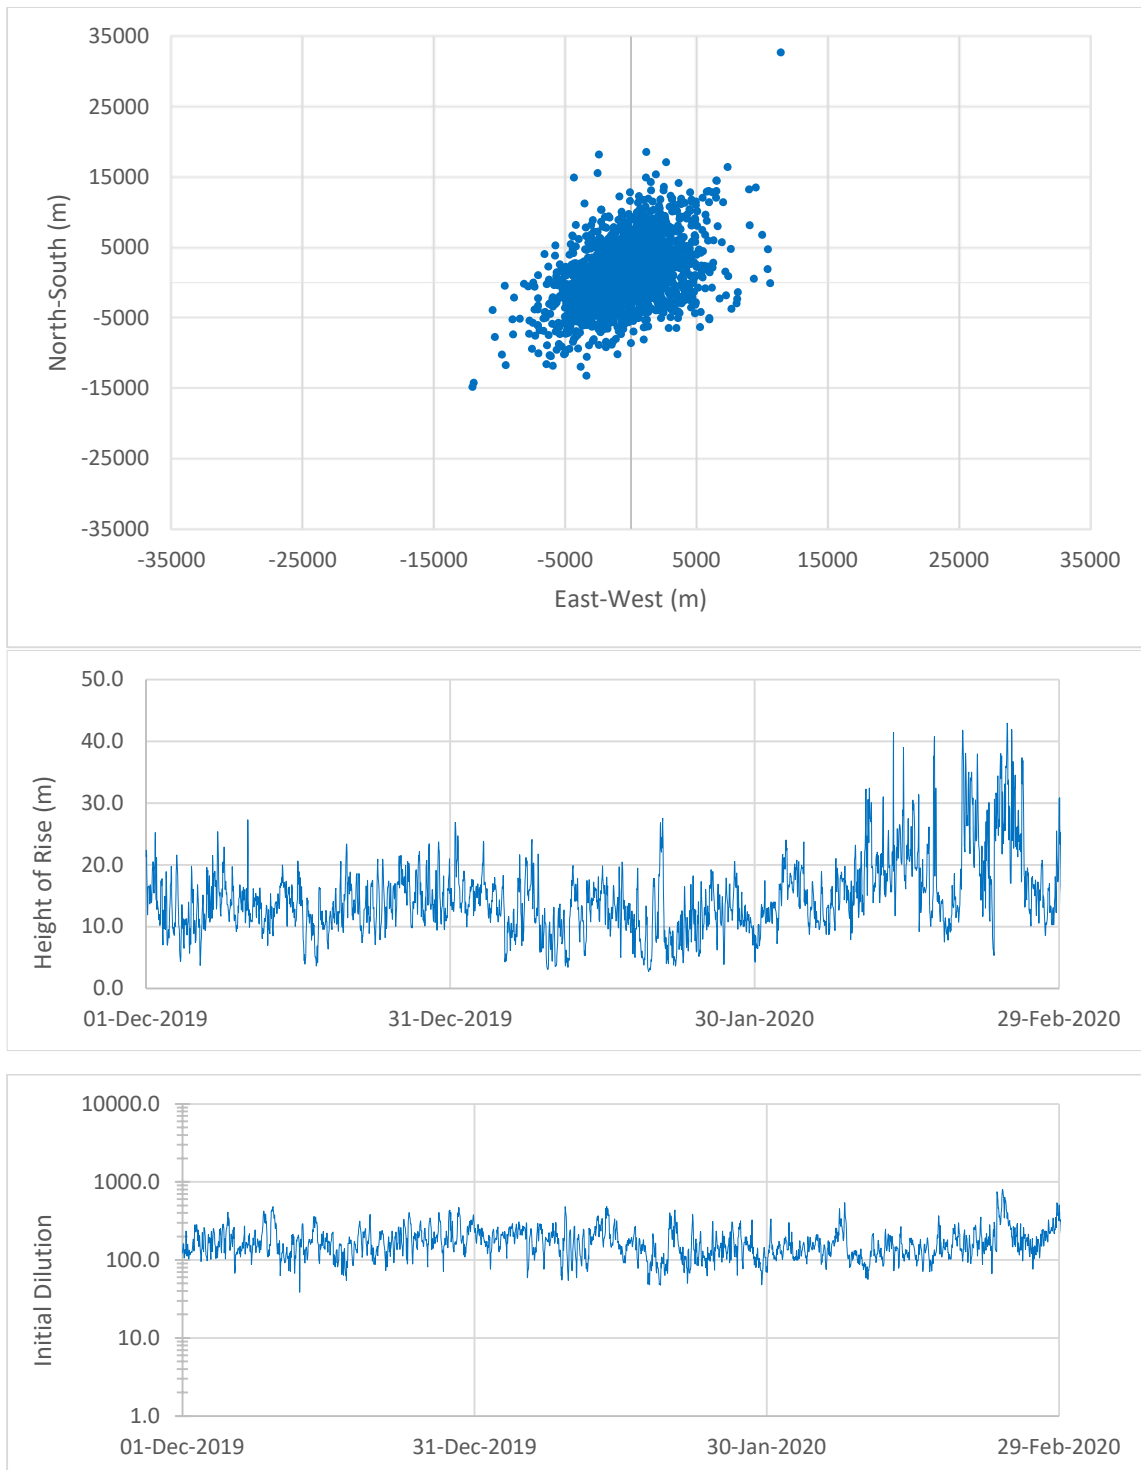 35000
25000
15000
5000
-5000
-15000
-25000
-35000
North-South (m)
-35000 -25000 -15000 -5000 5000 15000 25000 35000
East-West (m)
50.0
40.0
30.0
20.0
10.0
0.0
Height of Rise (m)
01-Dec-2019 31-Dec-2019 30-Jan-2020 29-Feb-2020
10000.0
1000.0
100.0
10.0
1.0
Initial Dilution
01-Dec-2019 31-Dec-2019 30-Jan-2020 29-Feb-2020